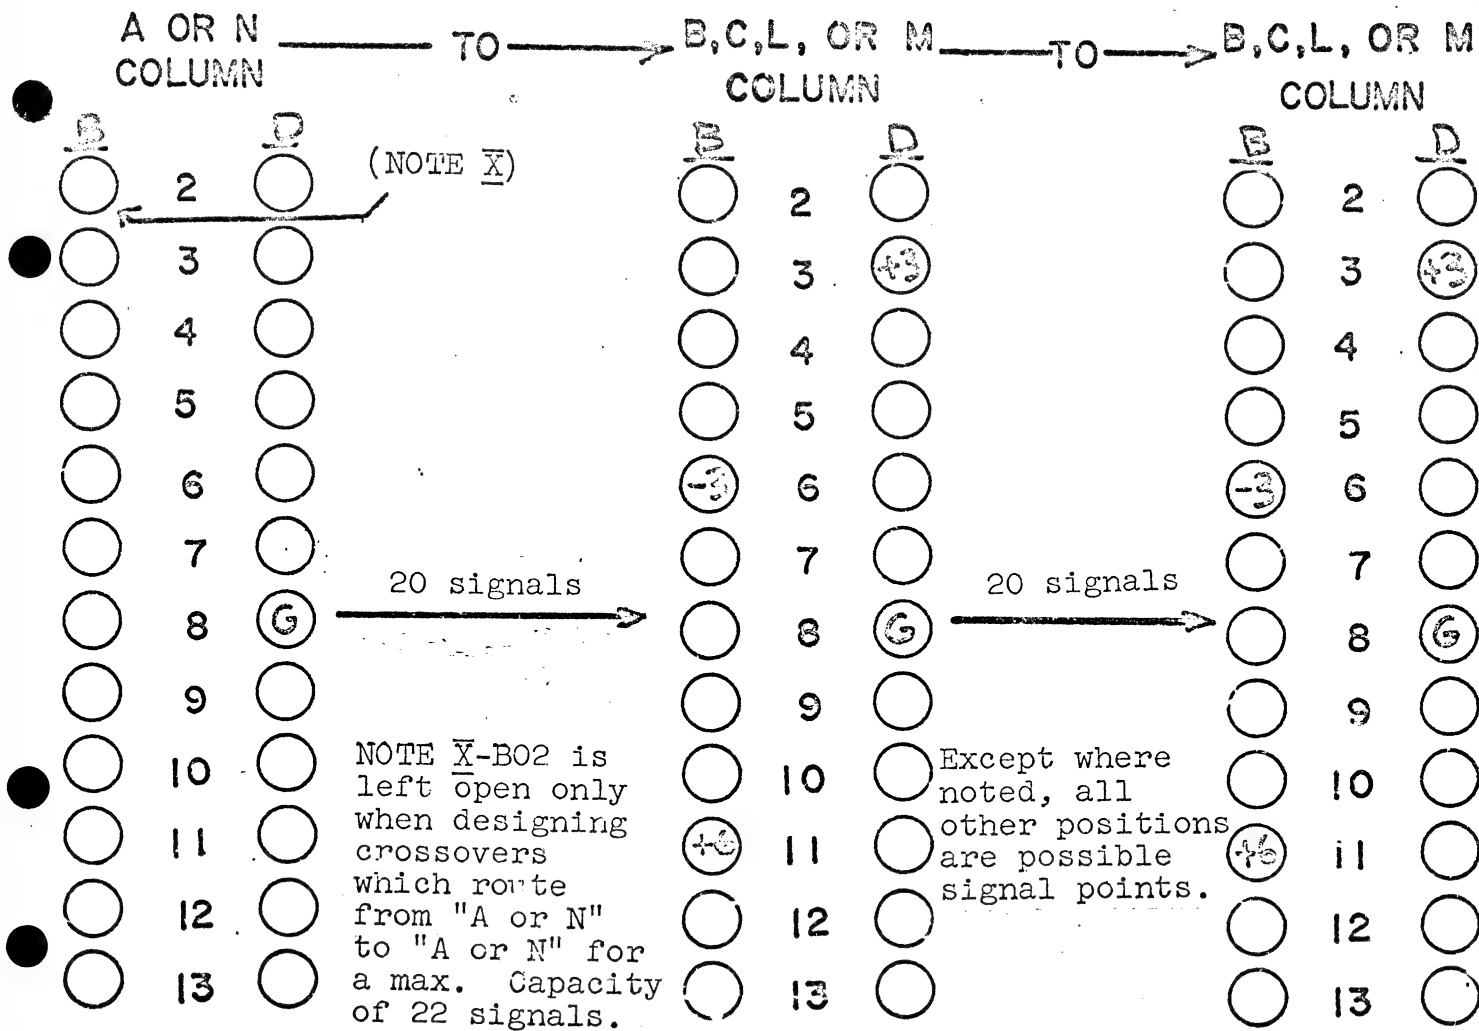 A OR N TO B,C,L, OR M TO B,C,L, OR M
COLUMN COLUMN COLUMN
B D B D B D
(NOTE X)
2 2 2
3 3 +3 3 +3
4 4 4
5 5 5
6 -3 6 -3 6
7 7 7
20 signals 20 signals
8 G 8 G 8 G
9 9 9
10 10 10
11 +6 11 +6 11
12 12 12
13 13 13
NOTE X-B02 is
left open only
when designing
crossovers
which route
from "A or N"
to "A or N" for
a max. Capacity
of 22 signals.
Except where
noted, all
other positions
are possible
signal points.